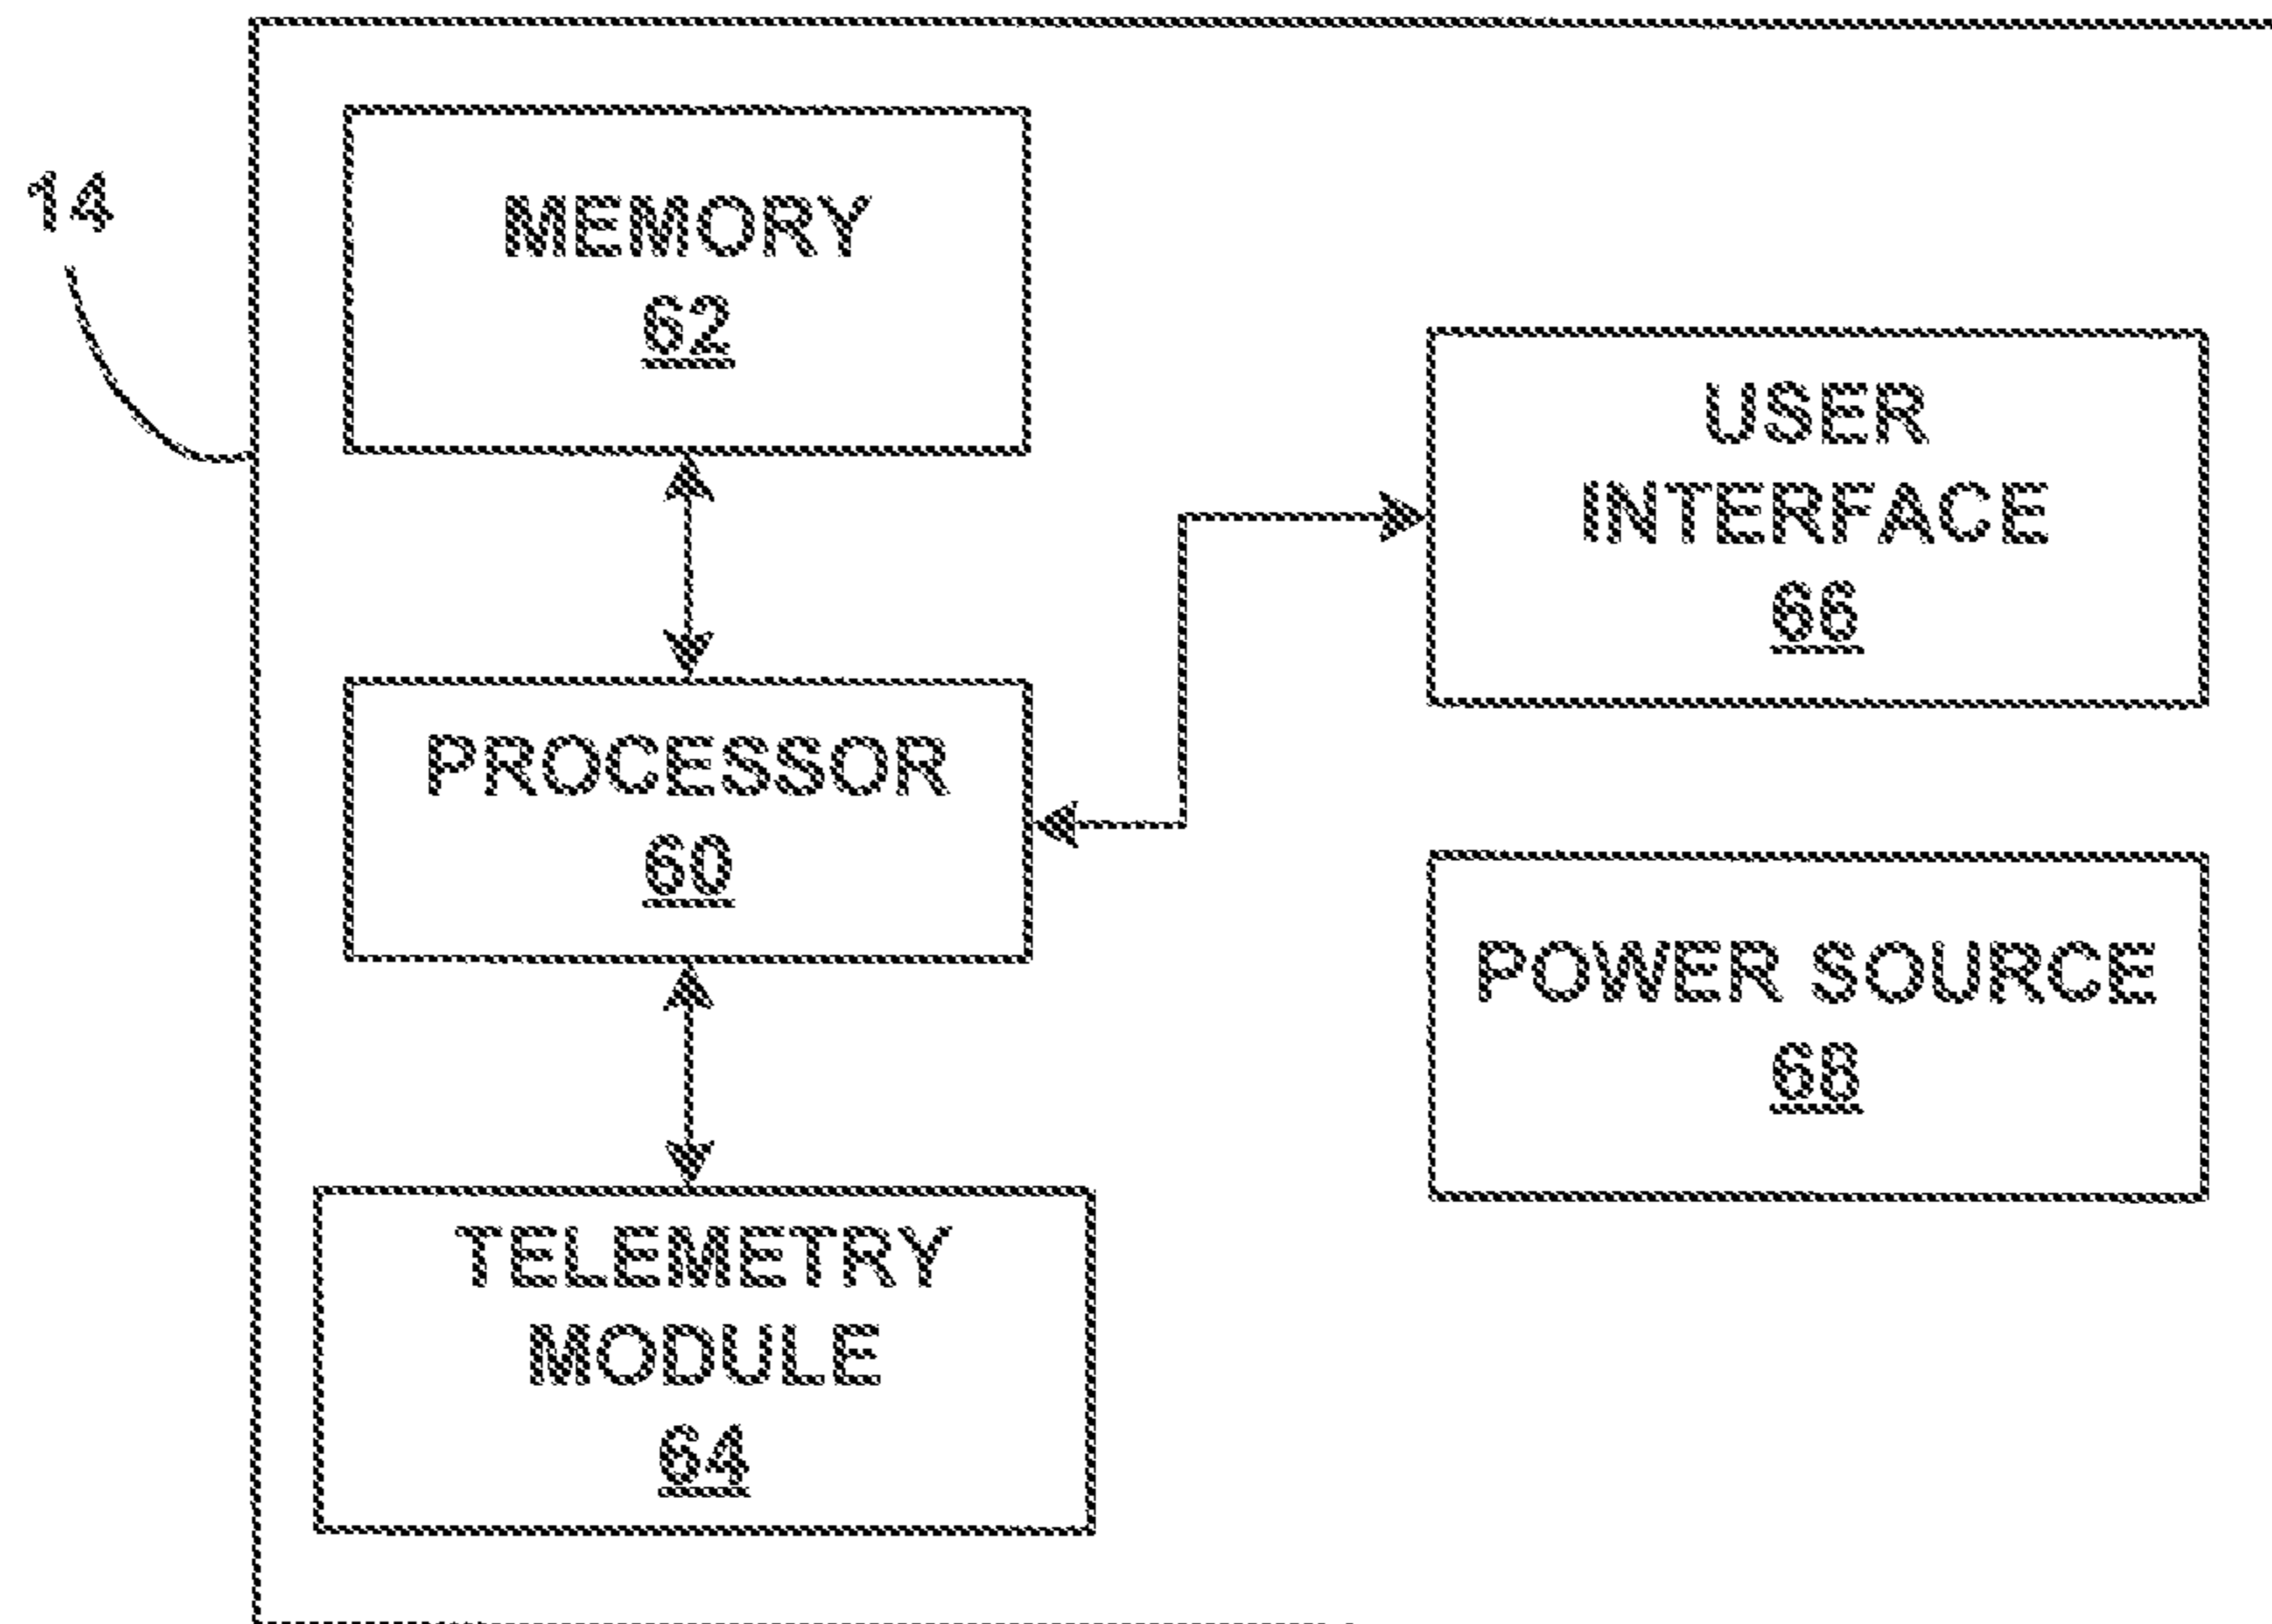 14
MEMORY
62
USER
INTERFACE
66
PROCESSOR
60
POWER SOURCE
68
TELEMETRY
MODULE
64